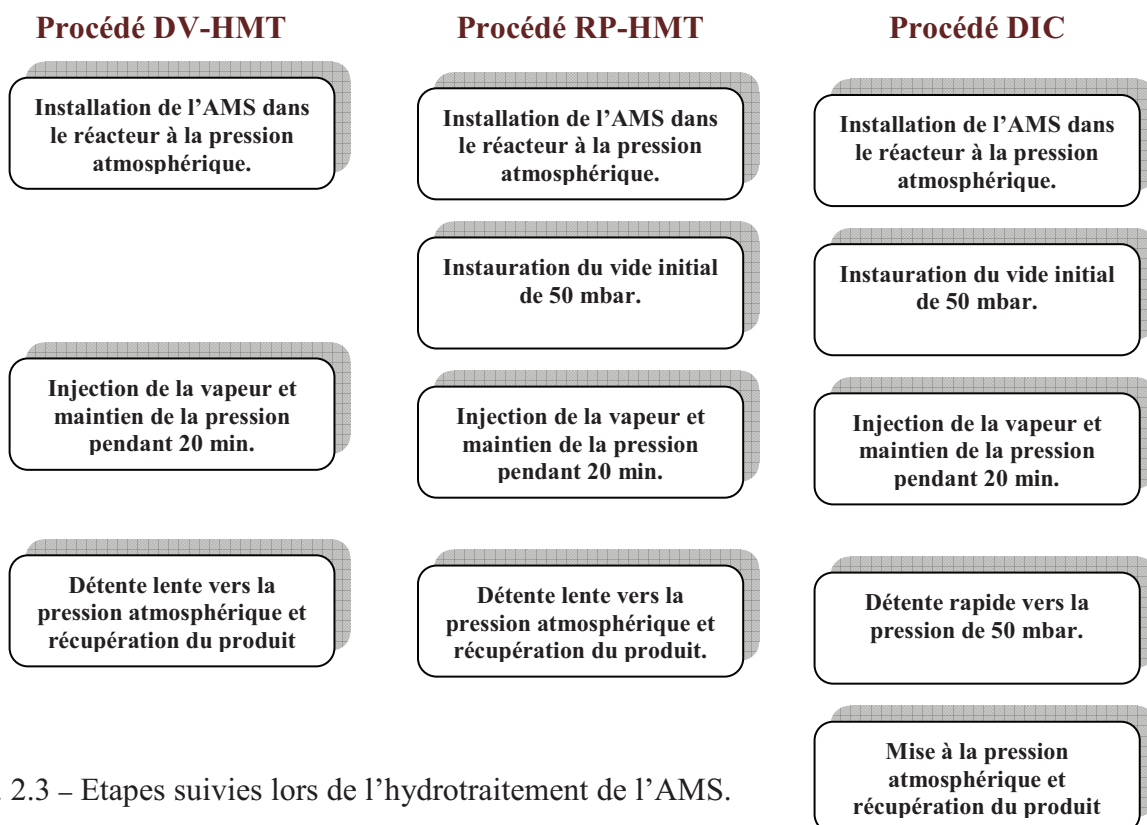 Procédé DV-HMT
Installation de l'AMS dans
le réacteur à la pression
atmosphérique.
Injection de la vapeur et
maintien de la pression
pendant 20 min.
Détente lente vers la
pression atmosphérique et
récupération du produit
Procédé RP-HMT
Installation de l'AMS dans
le réacteur à la pression
atmosphérique.
Instauration du vide initial
de 50 mbar.
Injection de la vapeur et
maintien de la pression
pendant 20 min.
Détente lente vers la
pression atmosphérique et
récupération du produit.
Procédé DIC
Installation de l'AMS dans
le réacteur à la pression
atmosphérique.
Instauration du vide initial
de 50 mbar.
Injection de la vapeur et
maintien de la pression
pendant 20 min.
Détente rapide vers la
pression de 50 mbar.
Mise à la pression
atmosphérique et
récupération du produit
. 2.3 – Etapes suivies lors de l'hydrotraitement de l'AMS.